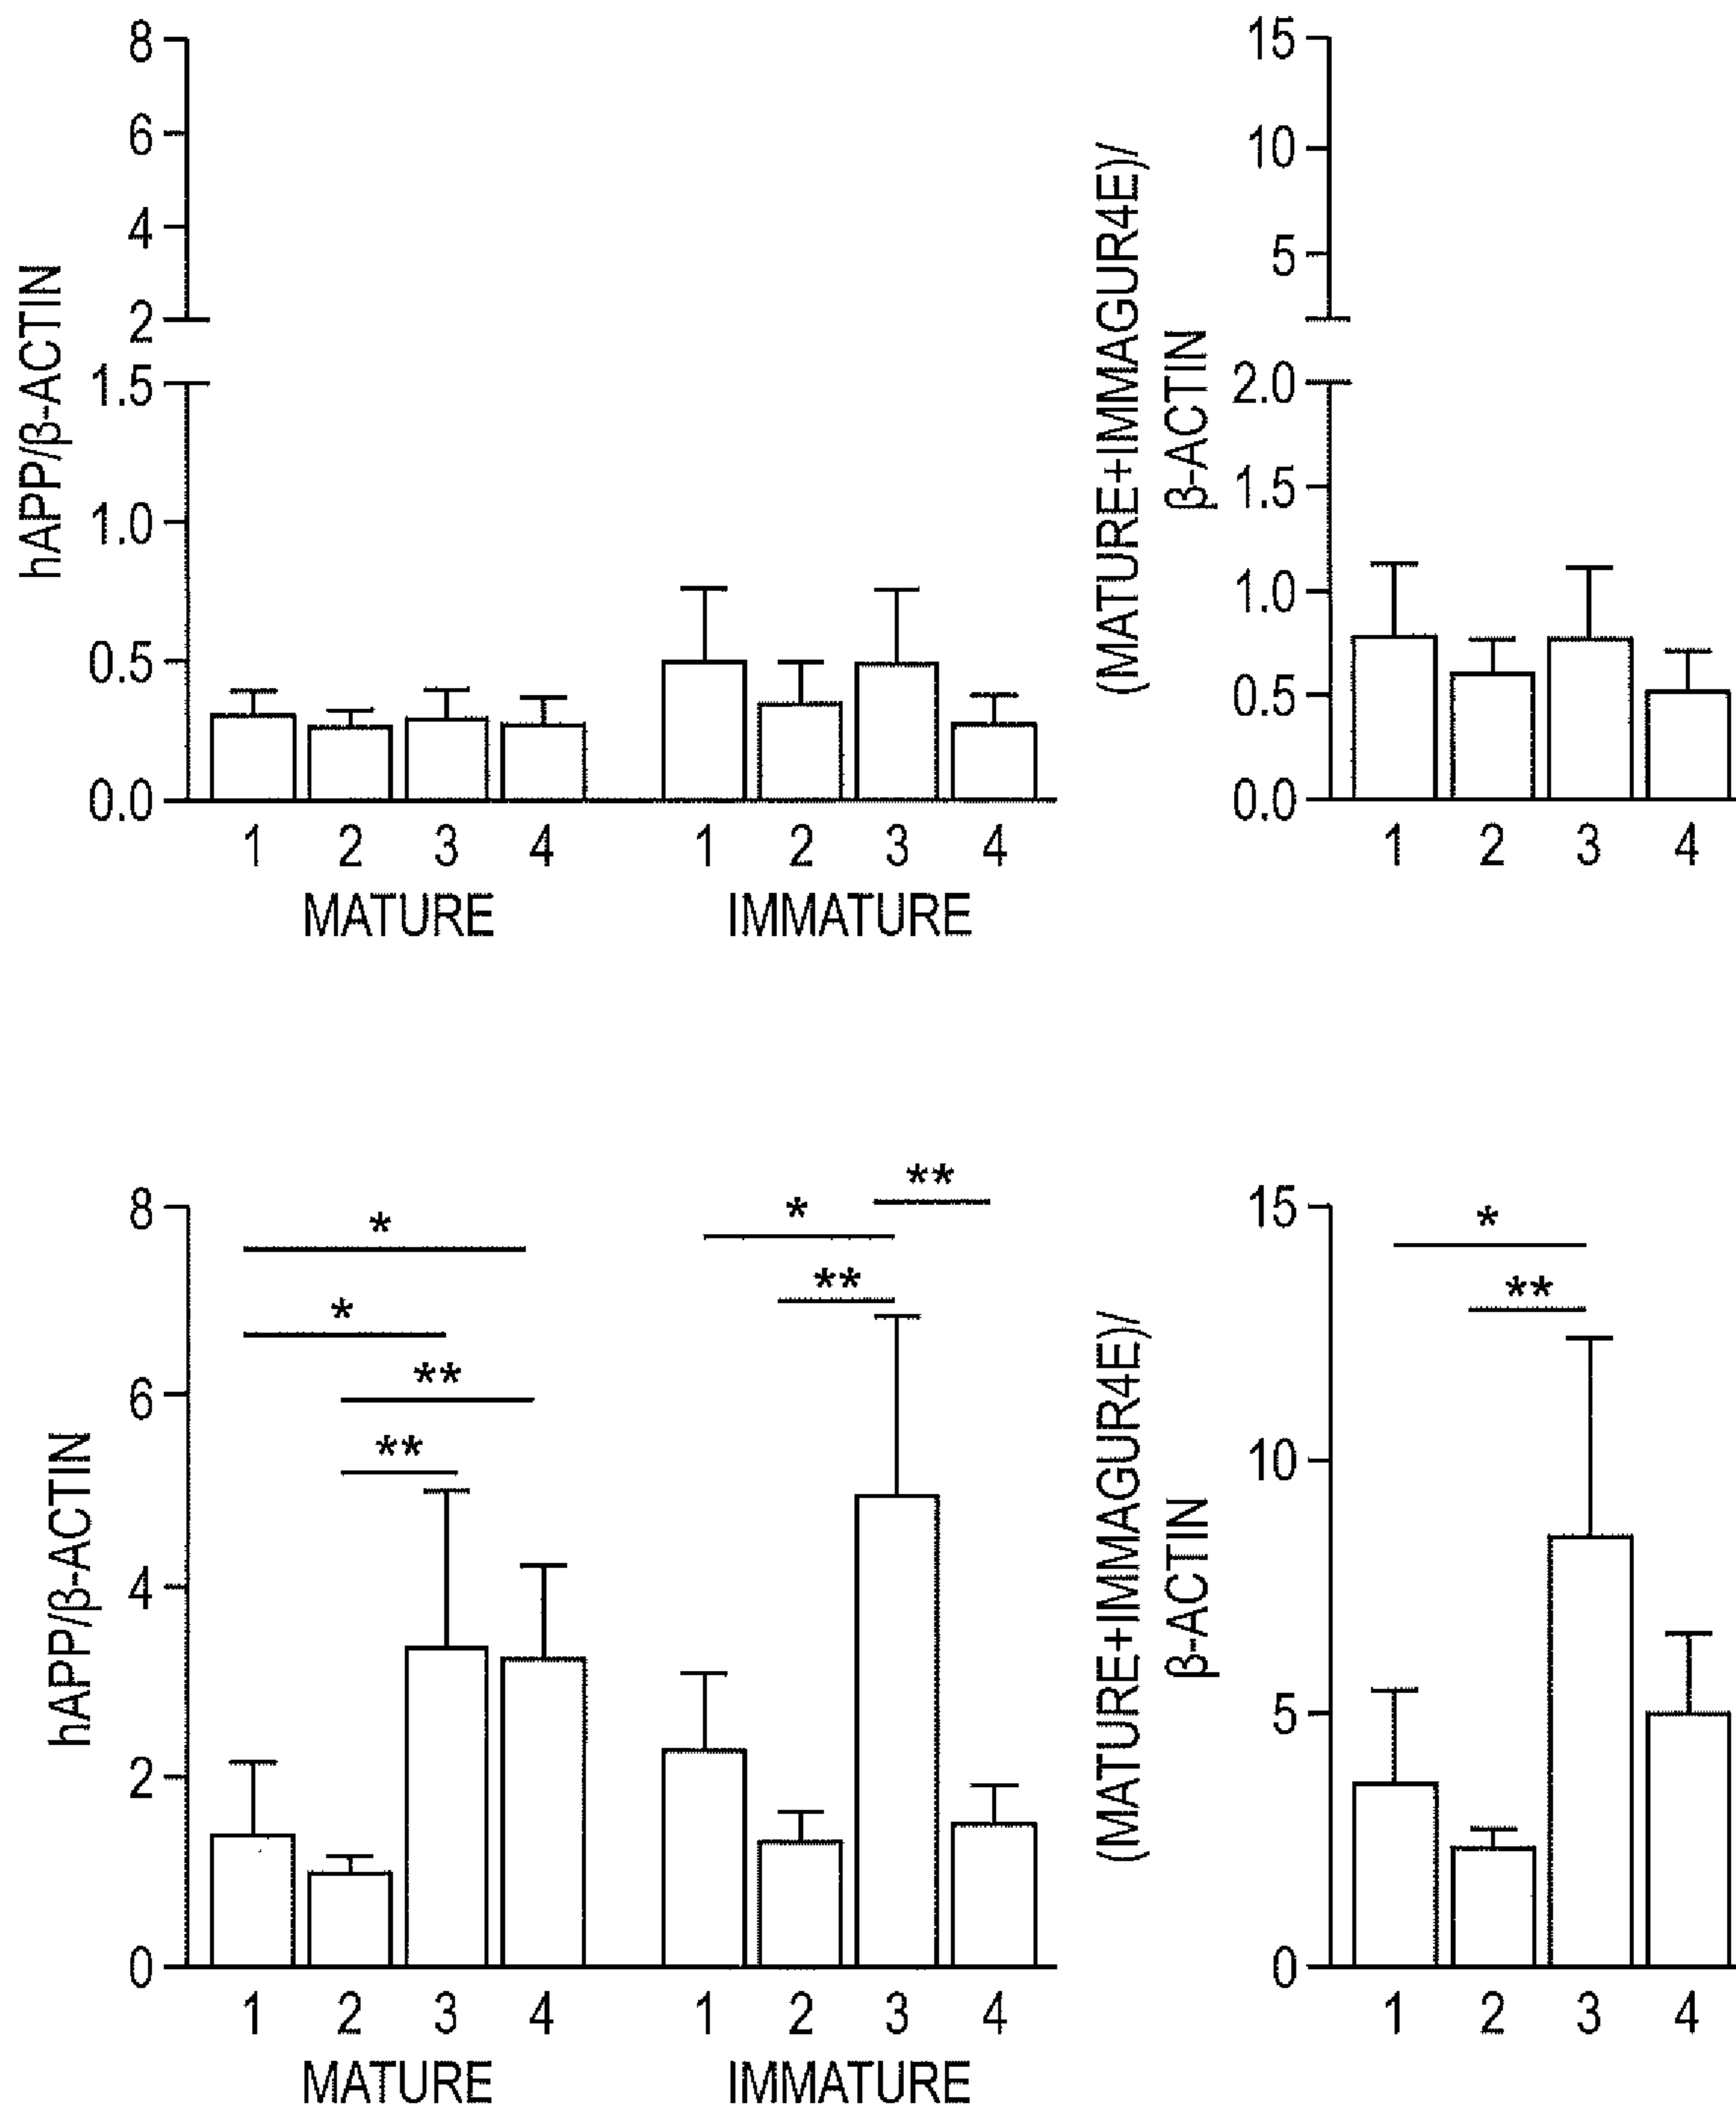 hAPP/β-ACTIN
8
6
4
2
1.5
1.0
0.5
0.0
1 2 3 4 1 2 3 4
MATURE IMMATURE
(MATURE+IMMAGUR4E)/
β-ACTIN
15
10
5
2.0
1.5
1.0
0.5
0.0
1 2 3 4
hAPP/β-ACTIN
8
6
4
2
0
*
*
**
**
*
**
**
1 2 3 4 1 2 3 4
MATURE IMMATURE
(MATURE+IMMAGUR4E)/
β-ACTIN
15
10
5
0
*
**
1 2 3 4